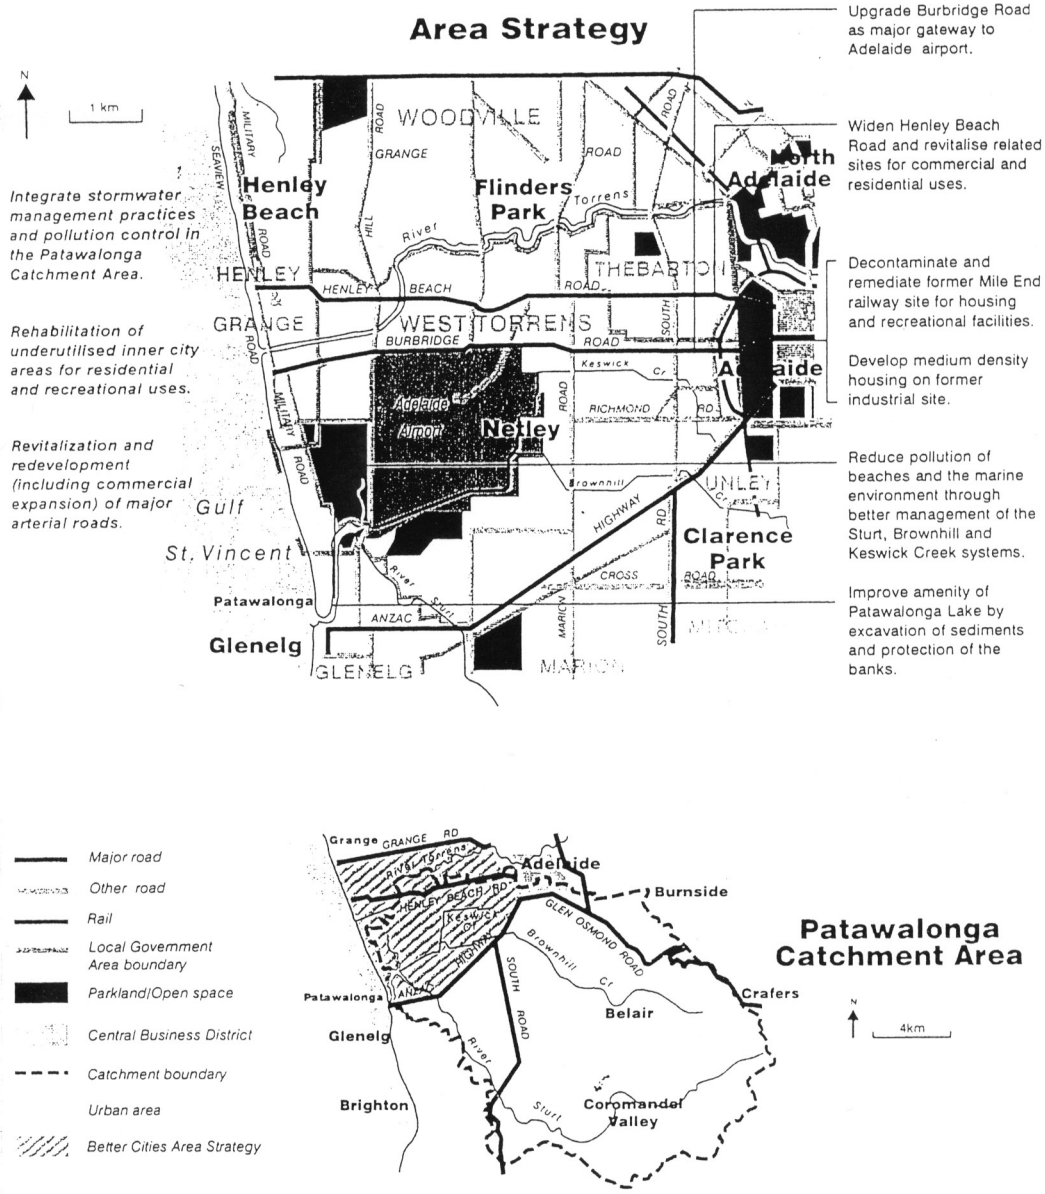 Area Strategy
N
1 km
Upgrade Burbridge Road
as major gateway to
Adelaide airport.
Widen Henley Beach
Road and revitalise related
sites for commercial and
residential uses.
Decontaminate and
remediate former Mile End
railway site for housing
and recreational facilities.
Develop medium density
housing on former
industrial site.
Reduce pollution of
beaches and the marine
environment through
better management of the
Sturt, Brownhill and
Keswick Creek systems.
Improve amenity of
Patawalonga Lake by
excavation of sediments
and protection of the
banks.
Integrate stormwater
management practices
and pollution control in
the Patawalonga
Catchment Area.
Rehabilitation of
underutilised inner city
areas for residential
and recreational uses.
Revitalization and
redevelopment
(including commercial
expansion) of major
arterial roads.
MILITARY
ROAD
SEAVIEW
ROAD
Henley
Beach
HENLEY
GRANGE
ROAD
HILL
WOODVILLE
GRANGE
ROAD
ROAD
Flinders
Park
River
Torrens
North
Adelaide
THEBARTON
HENLEY
BEACH
ROAD
WEST TORRENS
BURBRIDGE
ROAD
SOUTH
Keswick
Cr
Adelaide
Adelaide
Airport
Netley
ROAD
RICHMOND
RD
MILITARY
ROAD
Gulf
St. Vincent
Brownhill
Cr
UNLEY
HIGHWAY
RD
Clarence
Park
CROSS
ROAD
River
Sturt
Patawalonga
ANZAC
MARION
SOUTH
Glenelg
GLENELG
MARION
MITCHAM
Major road
Other road
Rail
Local Government
Area boundary
Parkland/Open space
Central Business District
Catchment boundary
Urban area
Better Cities Area Strategy
Grange
GRANGE RD
River Torrens
Adelaide
HENLEY BEACH RD
Keswick
Cr
Burnside
GLEN OSMOND ROAD
HIGHWAY
ANZAC
Brownhill
Cr
SOUTH
ROAD
Patawalonga
Glenelg
River
Sturt
Brighton
Belair
Crafers
Coromandel
Valley
Patawalonga
Catchment Area
N
4km